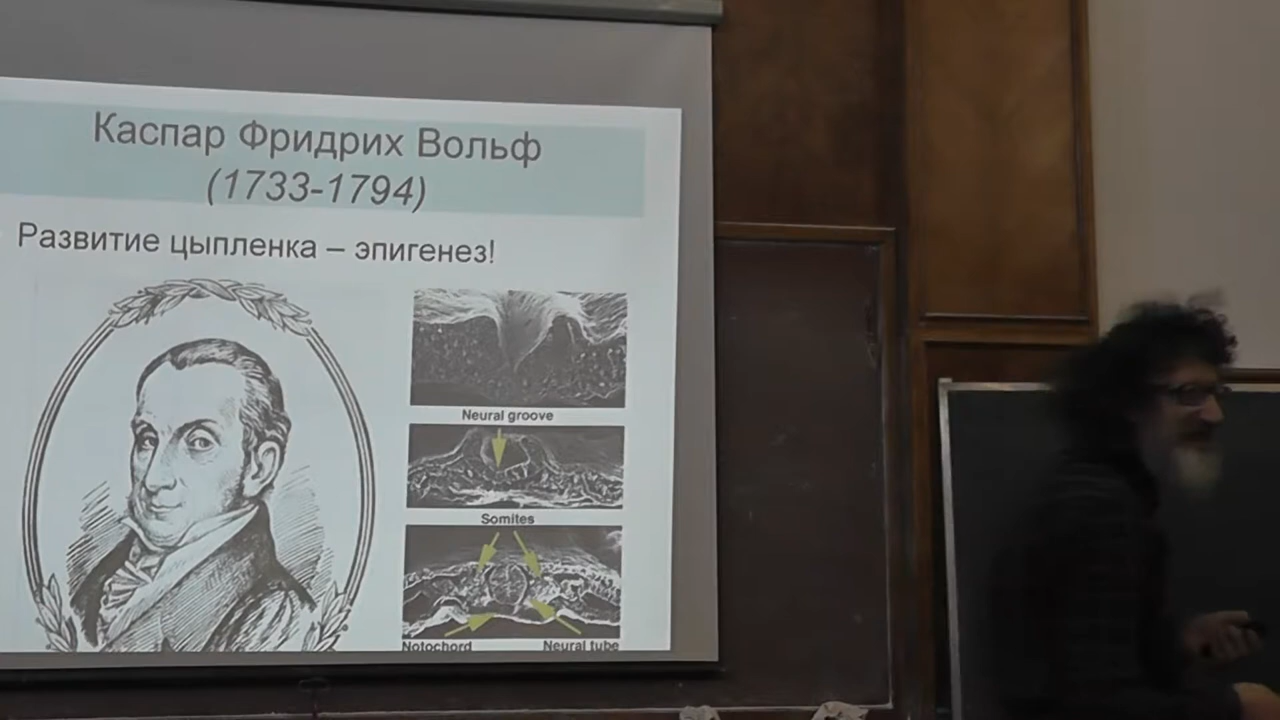 Каспар Фридрих Вольф
(1733-1794)
Развитие цыпленка – эпигенез!
Neural groove
Somites
Notochord
Neural tube